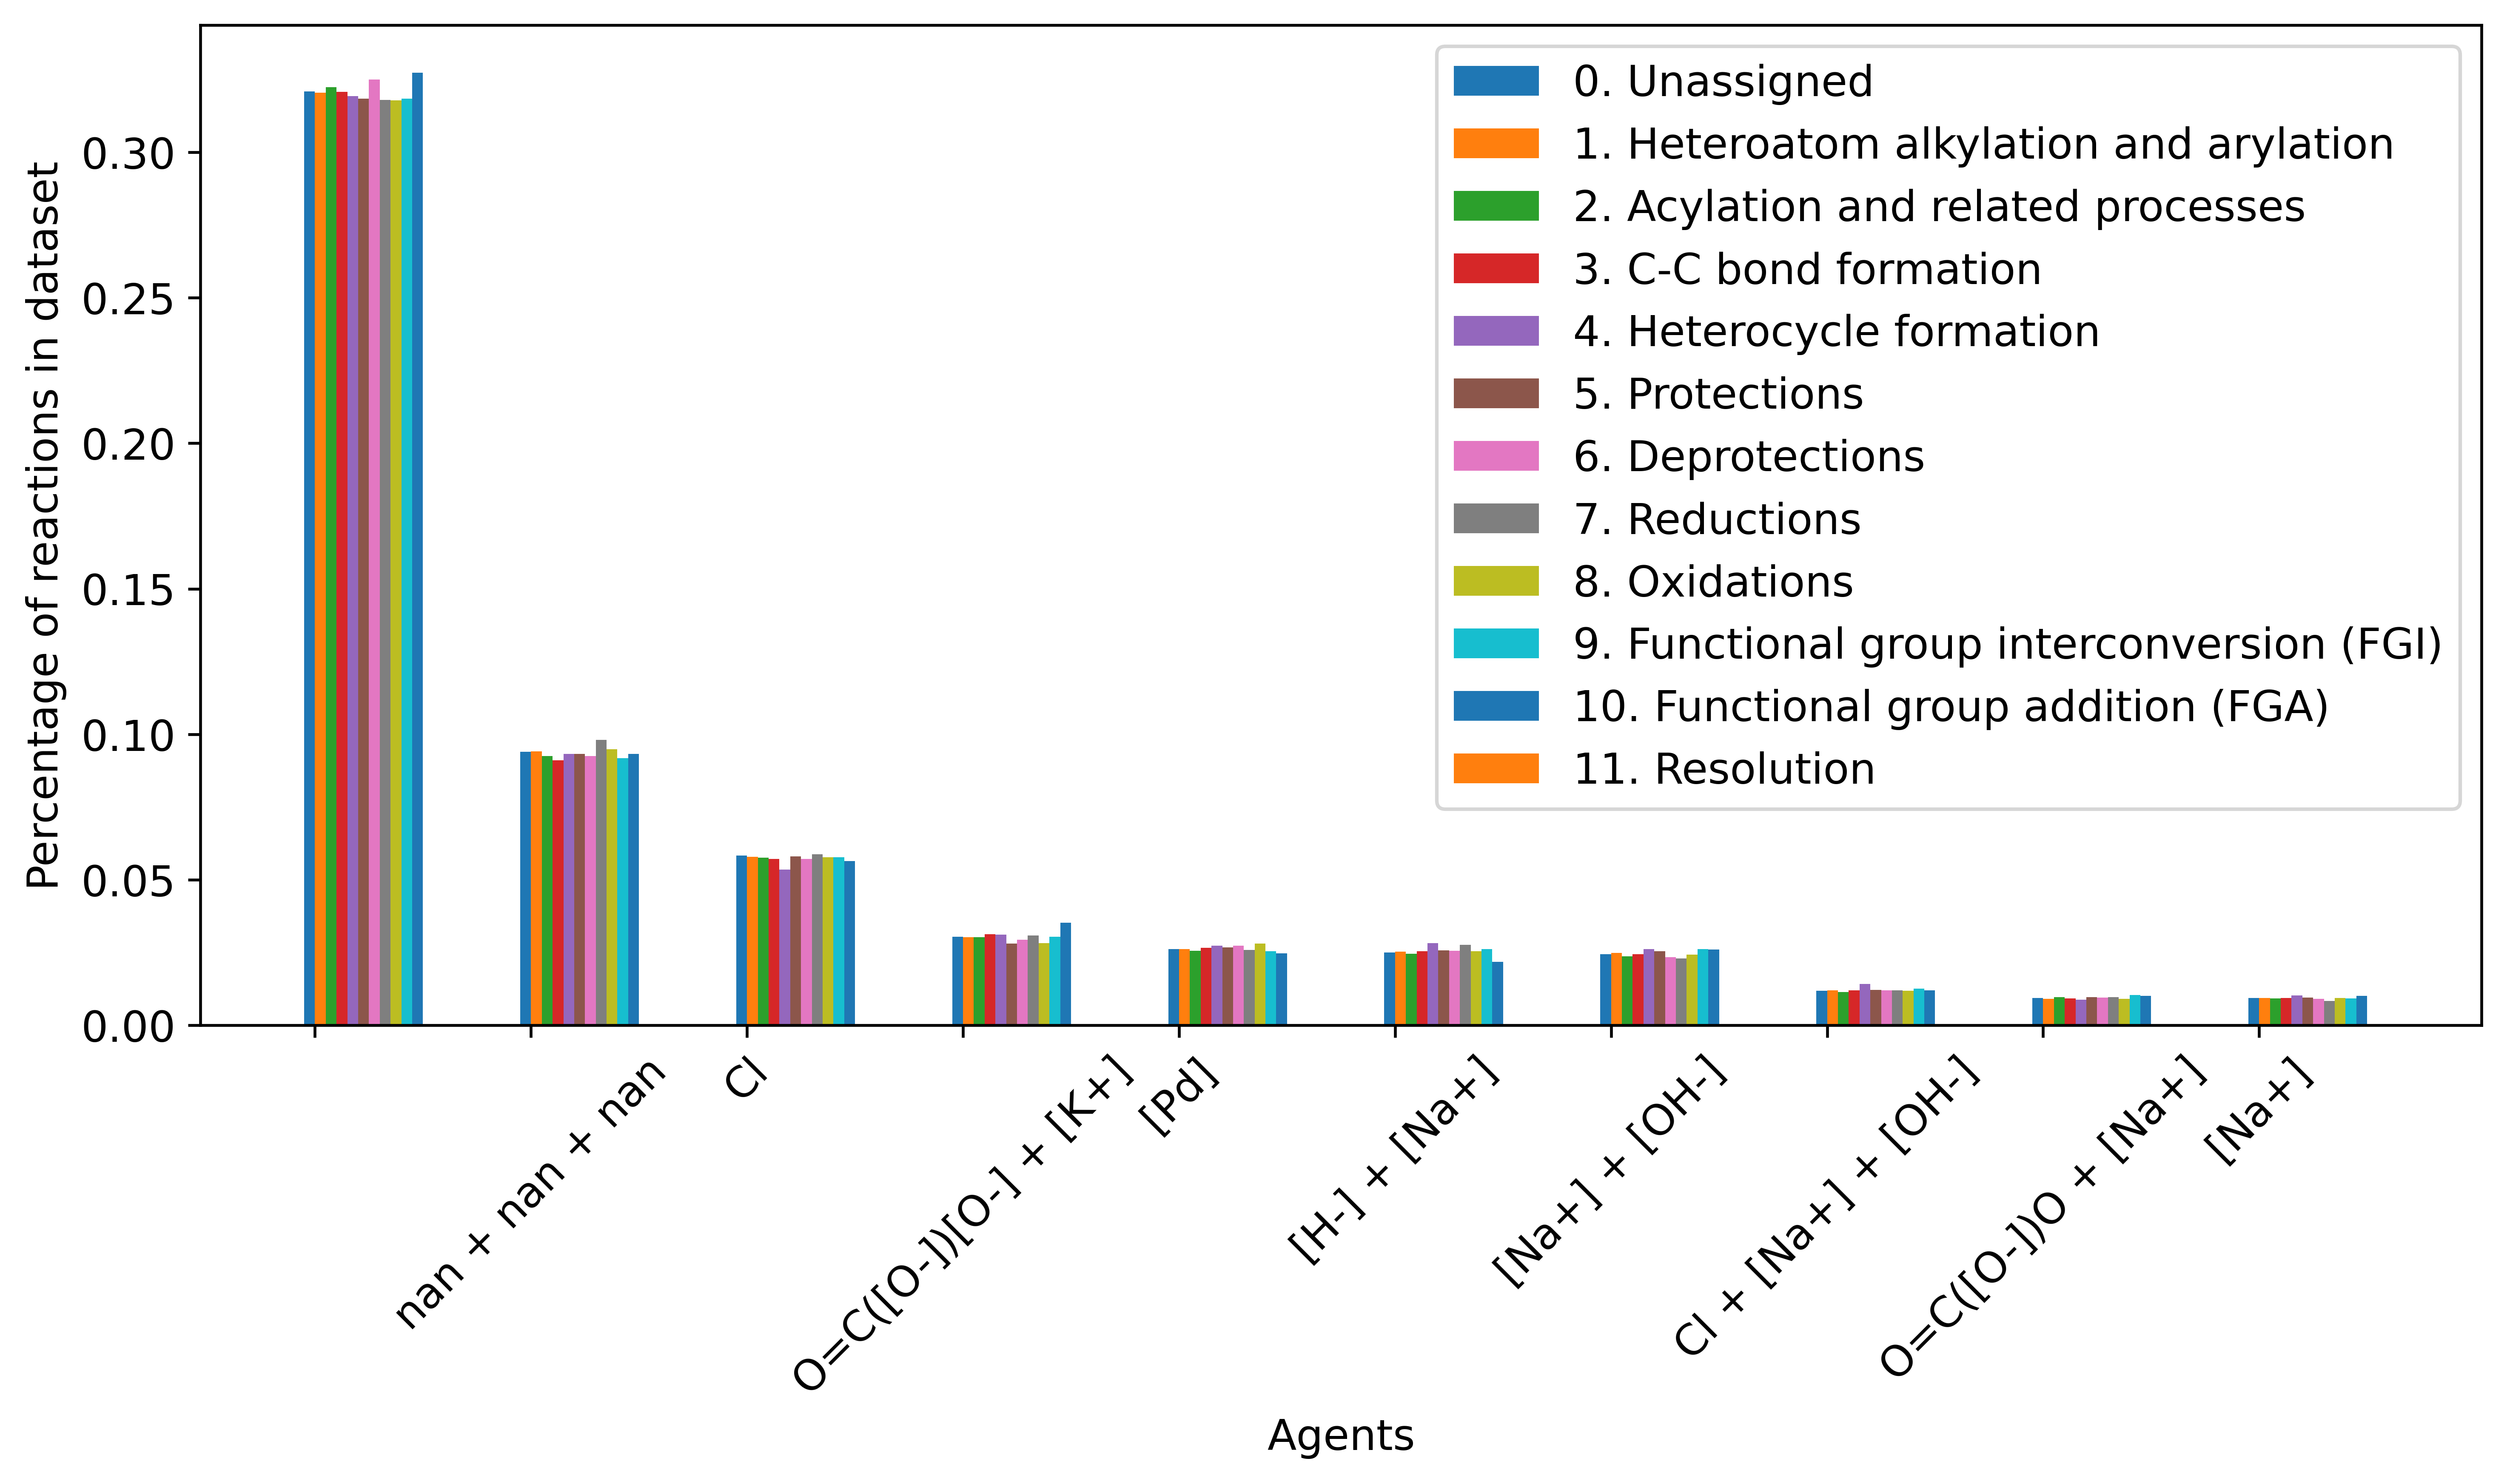 Percentage of reactions in dataset
0.30
0.25
0.20
0.15
0.10
0.05
0.00
0. Unassigned
1. Heteroatom alkylation and arylation
2. Acylation and related processes
3. C-C bond formation
4. Heterocycle formation
5. Protections
6. Deprotections
7. Reductions
8. Oxidations
9. Functional group interconversion (FGI)
10. Functional group addition (FGA)
11. Resolution
nan + nan + nan
Cl
O=C([O-])[O-] + [K+]
[Pd]
[H-] + [Na+]
[Na+] + [OH-]
Cl + [Na+] + [OH-]
O=C([O-])O + [Na+]
[Na+]
Agents